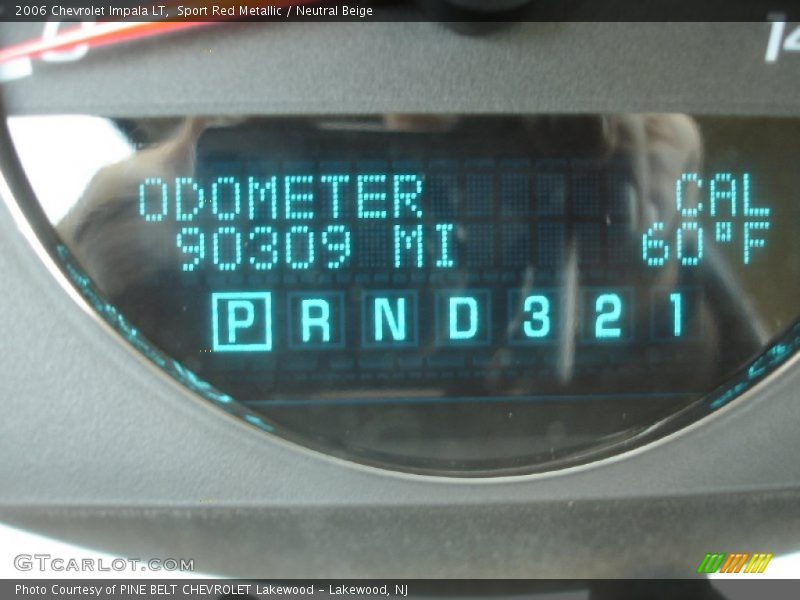 2006 Chevrolet Impala LT, Sport Red Metallic / Neutral Beige
14
ODOMETER CAL
90309 MI 60°F
P R N D 3 2 1
GTCARLOT.COM
Photo Courtesy of PINE BELT CHEVROLET Lakewood - Lakewood, NJ